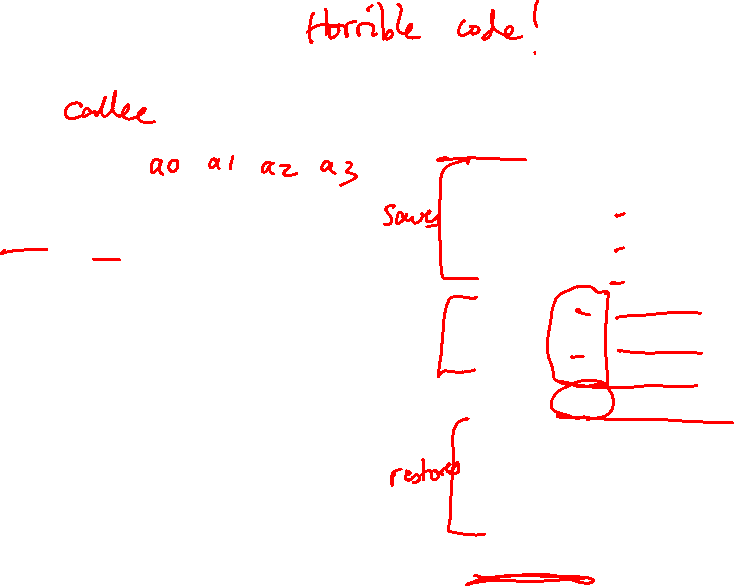 Horrible code!
callee
a0 a1 a2 a3
saves
restores